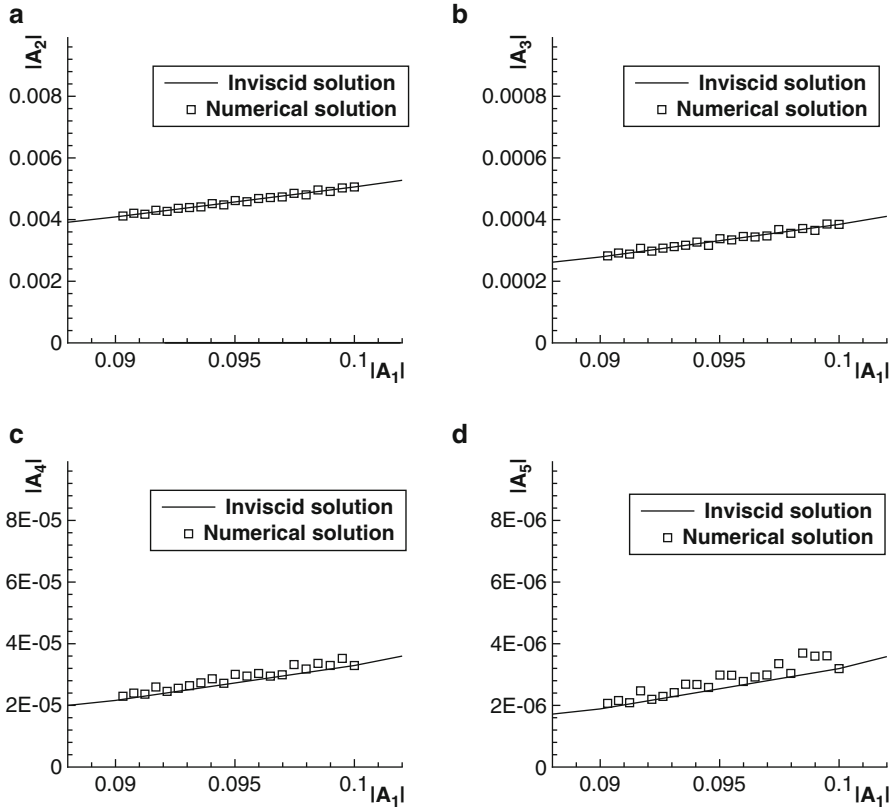 a
|A2|
Inviscid solution
Numerical solution
0.008
0.006
0.004
0.002
0
0.09
0.095
0.1
|A1|
b
|A3|
Inviscid solution
Numerical solution
0.0008
0.0006
0.0004
0.0002
0
0.09
0.095
0.1
|A1|
c
|A4|
Inviscid solution
Numerical solution
8E-05
6E-05
4E-05
2E-05
0
0.09
0.095
0.1
|A1|
d
|A5|
Inviscid solution
Numerical solution
8E-06
6E-06
4E-06
2E-06
0
0.09
0.095
0.1
|A1|